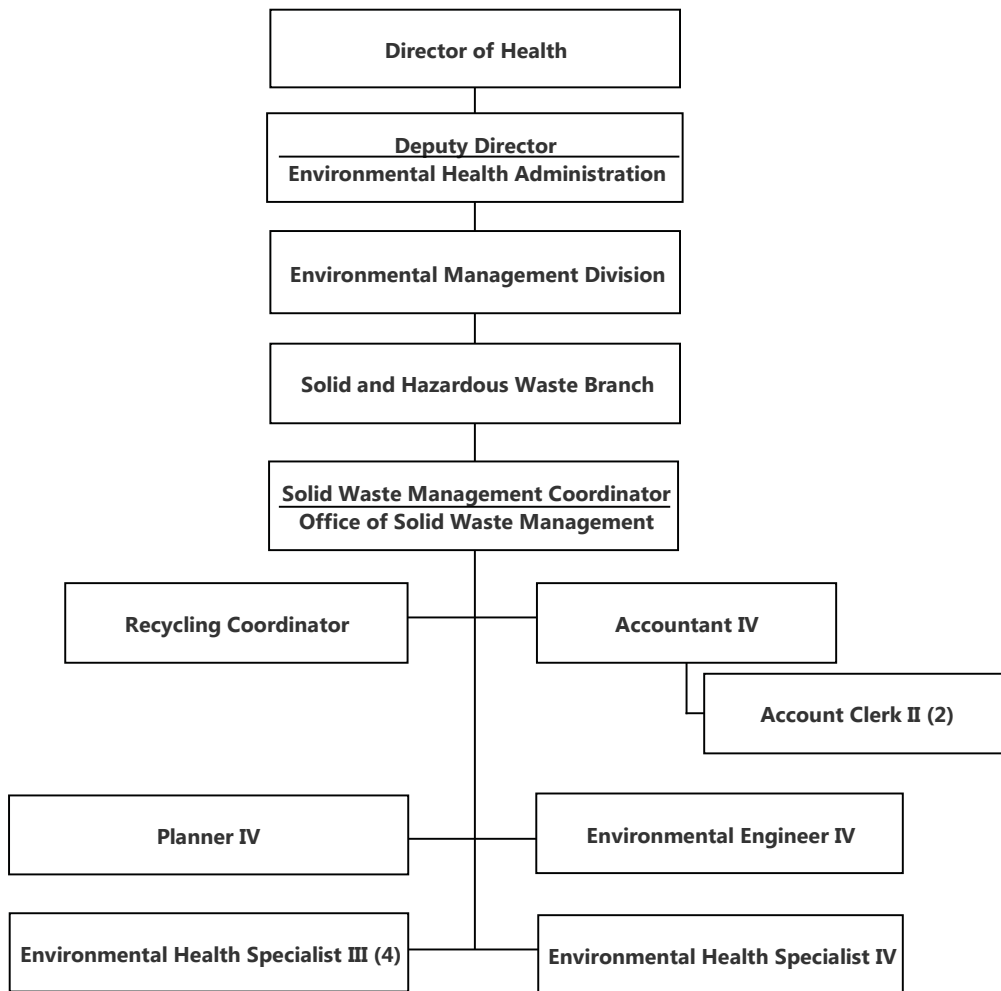 Director of Health
Deputy Director
Environmental Health Administration
Environmental Management Division
Solid and Hazardous Waste Branch
Solid Waste Management Coordinator
Office of Solid Waste Management
Recycling Coordinator
Accountant IV
Account Clerk II (2)
Planner IV
Environmental Engineer IV
Environmental Health Specialist III (4)
Environmental Health Specialist IV